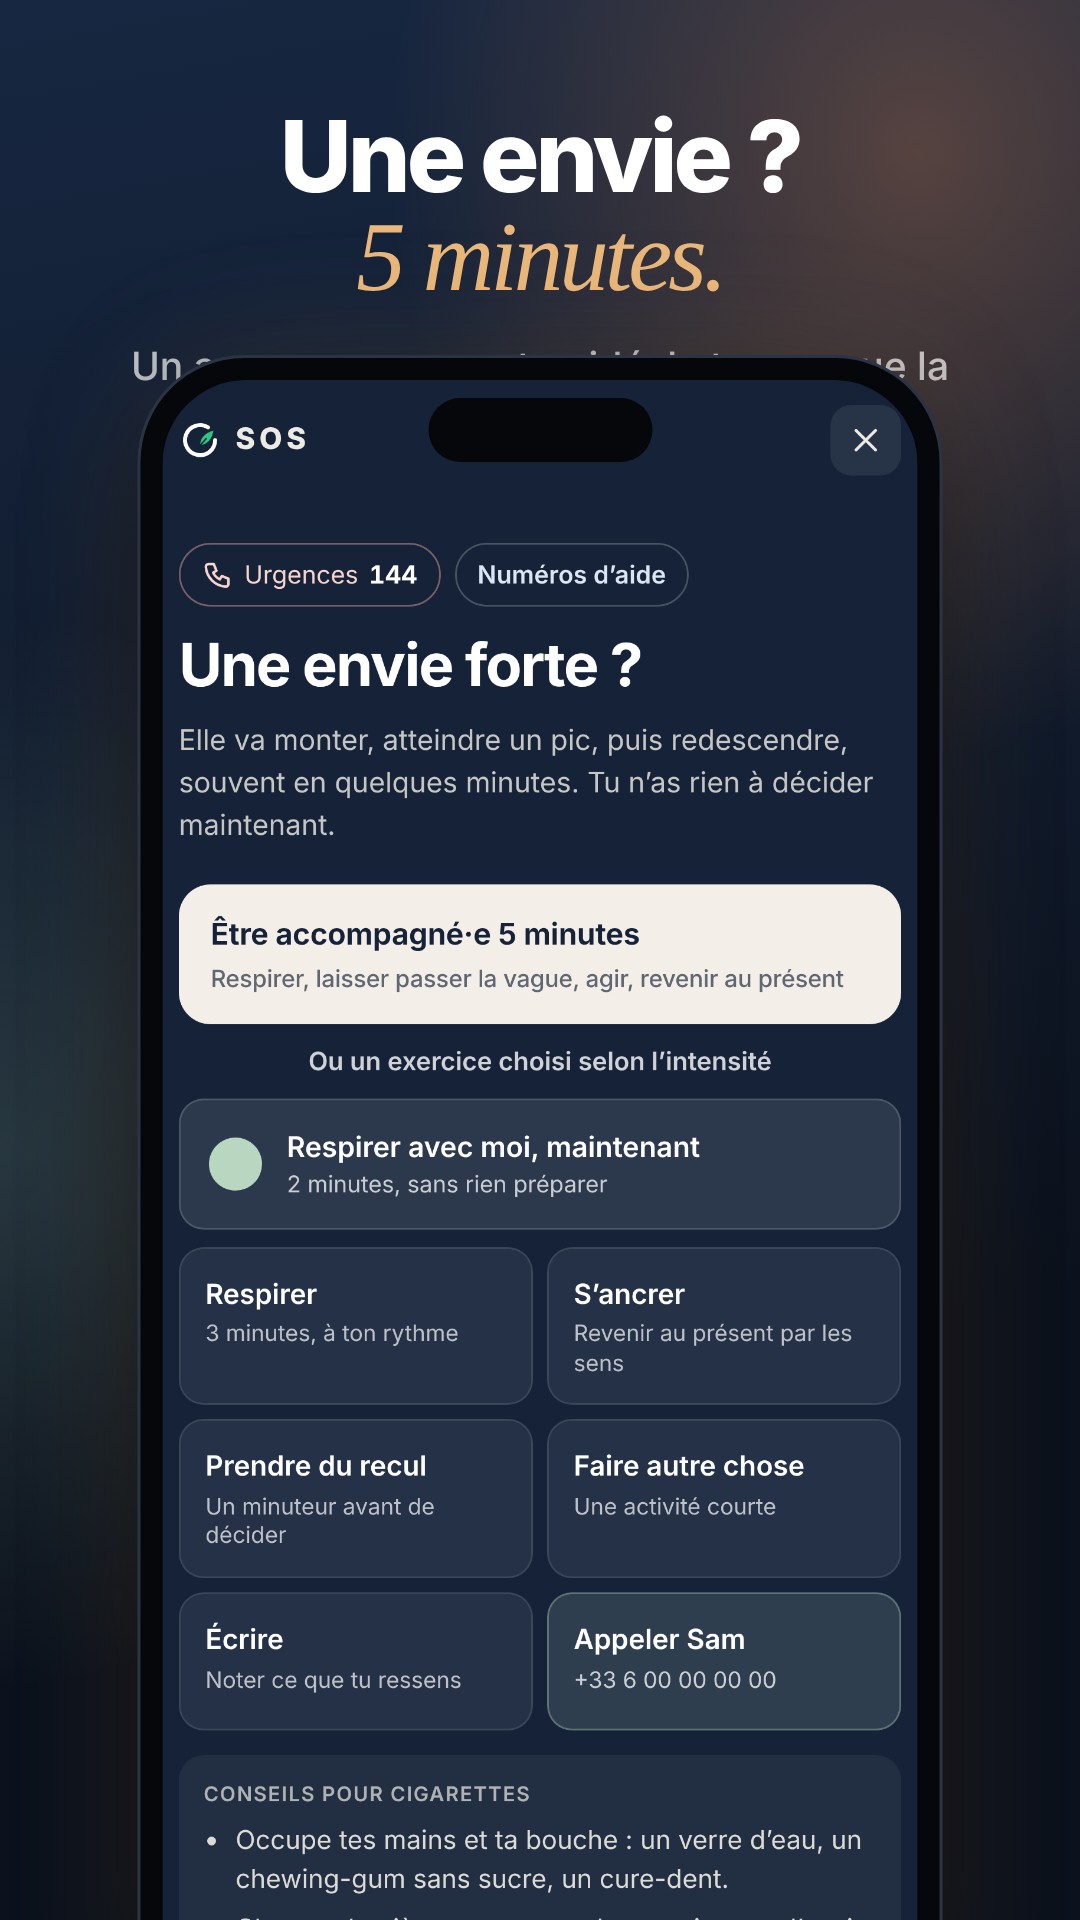 Une envie ?
5 minutes.
Un
la
SOS
Urgences 144
Numéros d’aide
Une envie forte ?
Elle va monter, atteindre un pic, puis redescendre,
souvent en quelques minutes. Tu n’as rien à décider
maintenant.
Être accompagné·e 5 minutes
Respirer, laisser passer la vague, agir, revenir au présent
Ou un exercice choisi selon l’intensité
Respirer avec moi, maintenant
2 minutes, sans rien préparer
Respirer
3 minutes, à ton rythme
S’ancrer
Revenir au présent par les
sens
Prendre du recul
Un minuteur avant de
décider
Faire autre chose
Une activité courte
Écrire
Noter ce que tu ressens
Appeler Sam
+33 6 00 00 00 00
CONSEILS POUR CIGARETTES
• Occupe tes mains et ta bouche : un verre d’eau, un
chewing-gum sans sucre, un cure-dent.